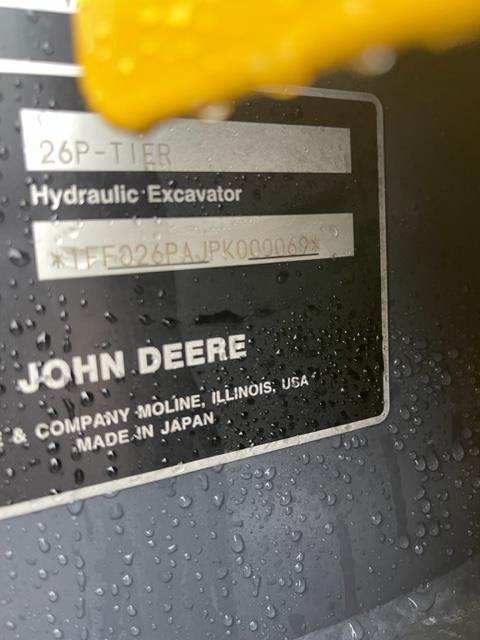 26P-TIER
Hydraulic Excavator
*1FF026PAJPK000069*
JOHN DEERE
& COMPANY MOLINE, ILLINOIS, USA
MADE IN JAPAN